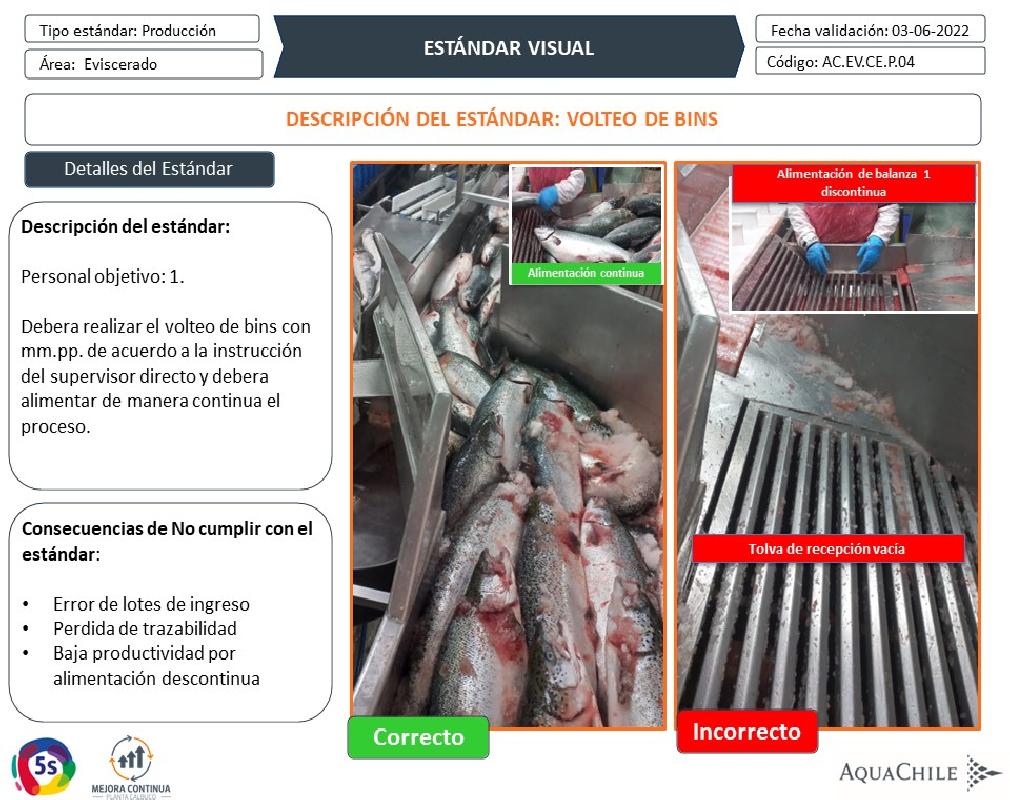 Tipo estándar: Producción
Área: Eviscerado
ESTÁNDAR VISUAL
Fecha validación: 03-06-2022
Código: AC.EV.CE.P.04
DESCRIPCIÓN DEL ESTÁNDAR: VOLTEO DE BINS
Detalles del Estándar
Descripción del estándar:
Personal objetivo: 1.
Debera realizar el volteo de bins con
mm.pp. de acuerdo a la instrucción
del supervisor directo y debera
alimentar de manera continua el
proceso.
Consecuencias de No cumplir con el
estándar:
• Error de lotes de ingreso
• Perdida de trazabilidad
• Baja productividad por
alimentación descontinua
Alimentación continua
Correcto
Alimentación de balanza 1
discontinua
Tolva de recepción vacía
Incorrecto
5s
MEJORA CONTINUA
PLANTA CALBUCO
AQUACHILE